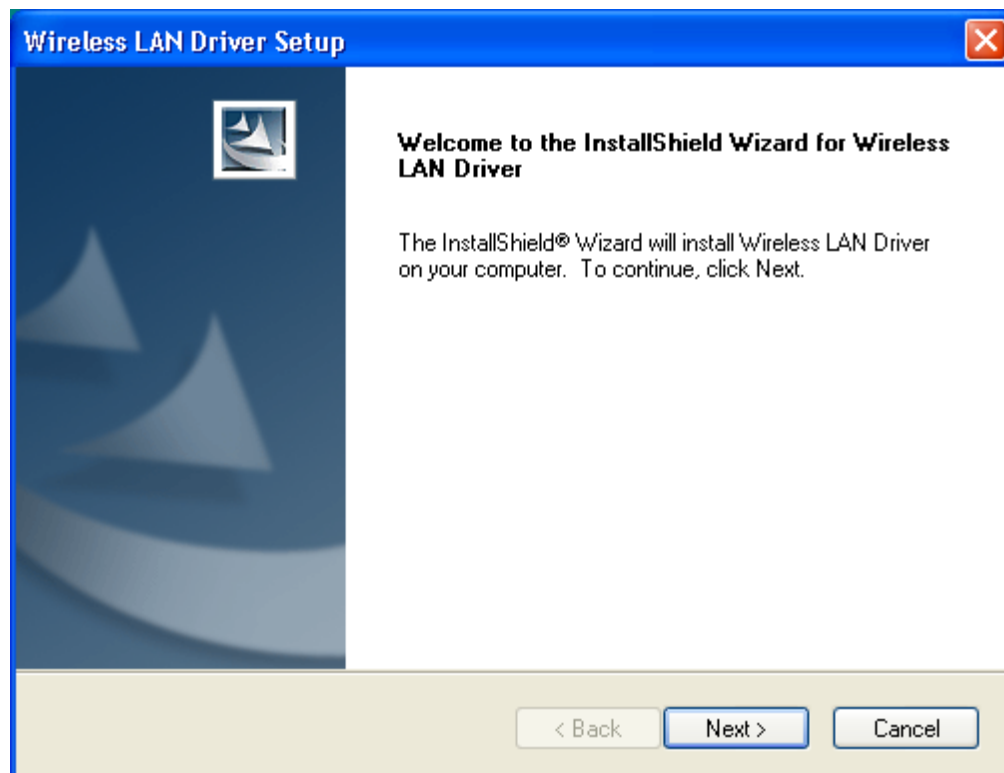 Wireless LAN Driver Setup
Welcome to the InstallShield Wizard for Wireless
LAN Driver
The InstallShield® Wizard will install Wireless LAN Driver
on your computer.  To continue, click Next.
< Back
Next >
Cancel